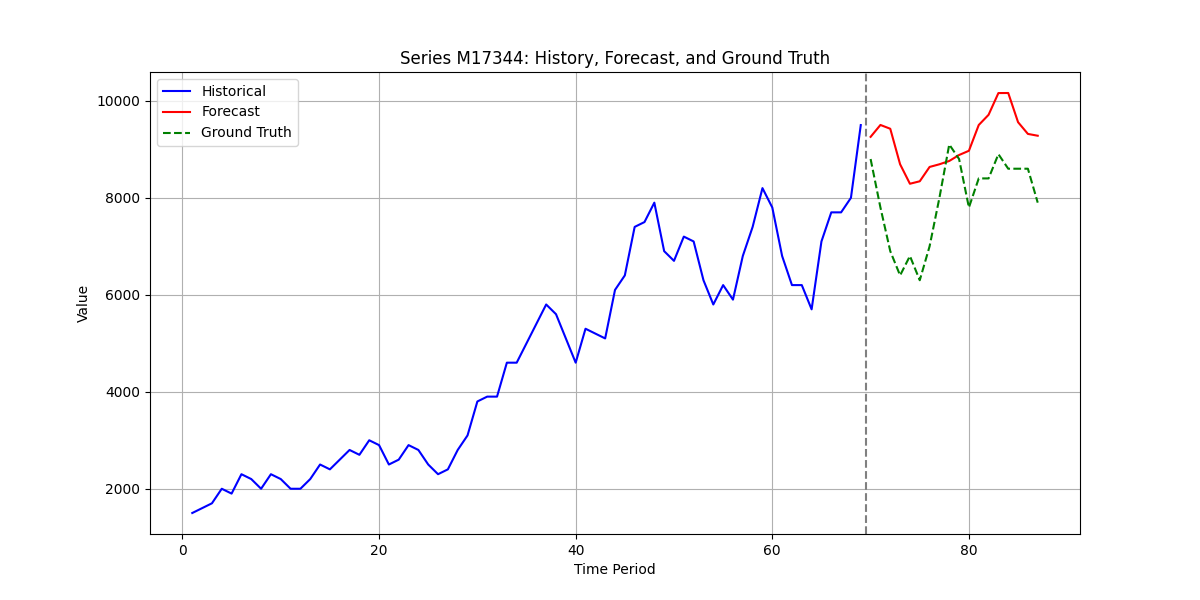 Series M17344: History, Forecast, and Ground Truth
Historical
Forecast
Ground Truth
10000
8000
6000
4000
2000
Value
0 20 40 60 80
Time Period